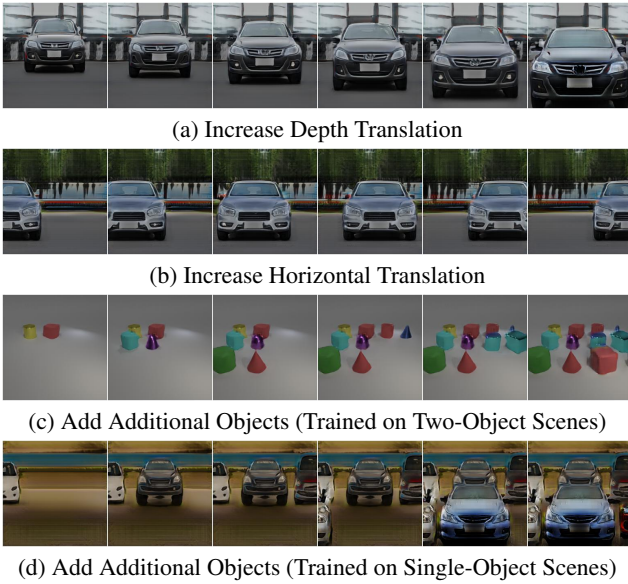 (a) Increase Depth Translation
(b) Increase Horizontal Translation
(c) Add Additional Objects (Trained on Two-Object Scenes)
(d) Add Additional Objects (Trained on Single-Object Scenes)